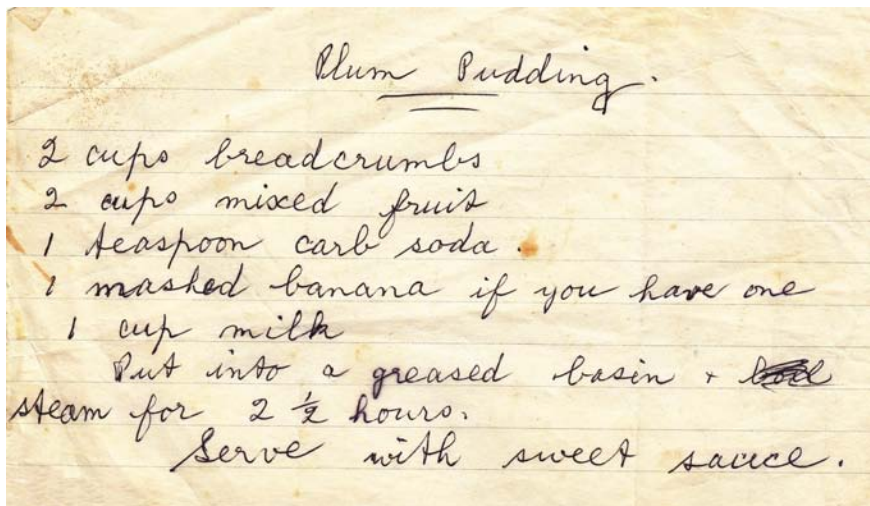 Plum Pudding.
2 cups breadcrumbs
2 cups mixed fruit
1 teaspoon carb soda.
1 mashed banana if you have one
1 cup milk
Put into a greased basin +
steam for 2 ½ hours.
Serve with sweet sauce.